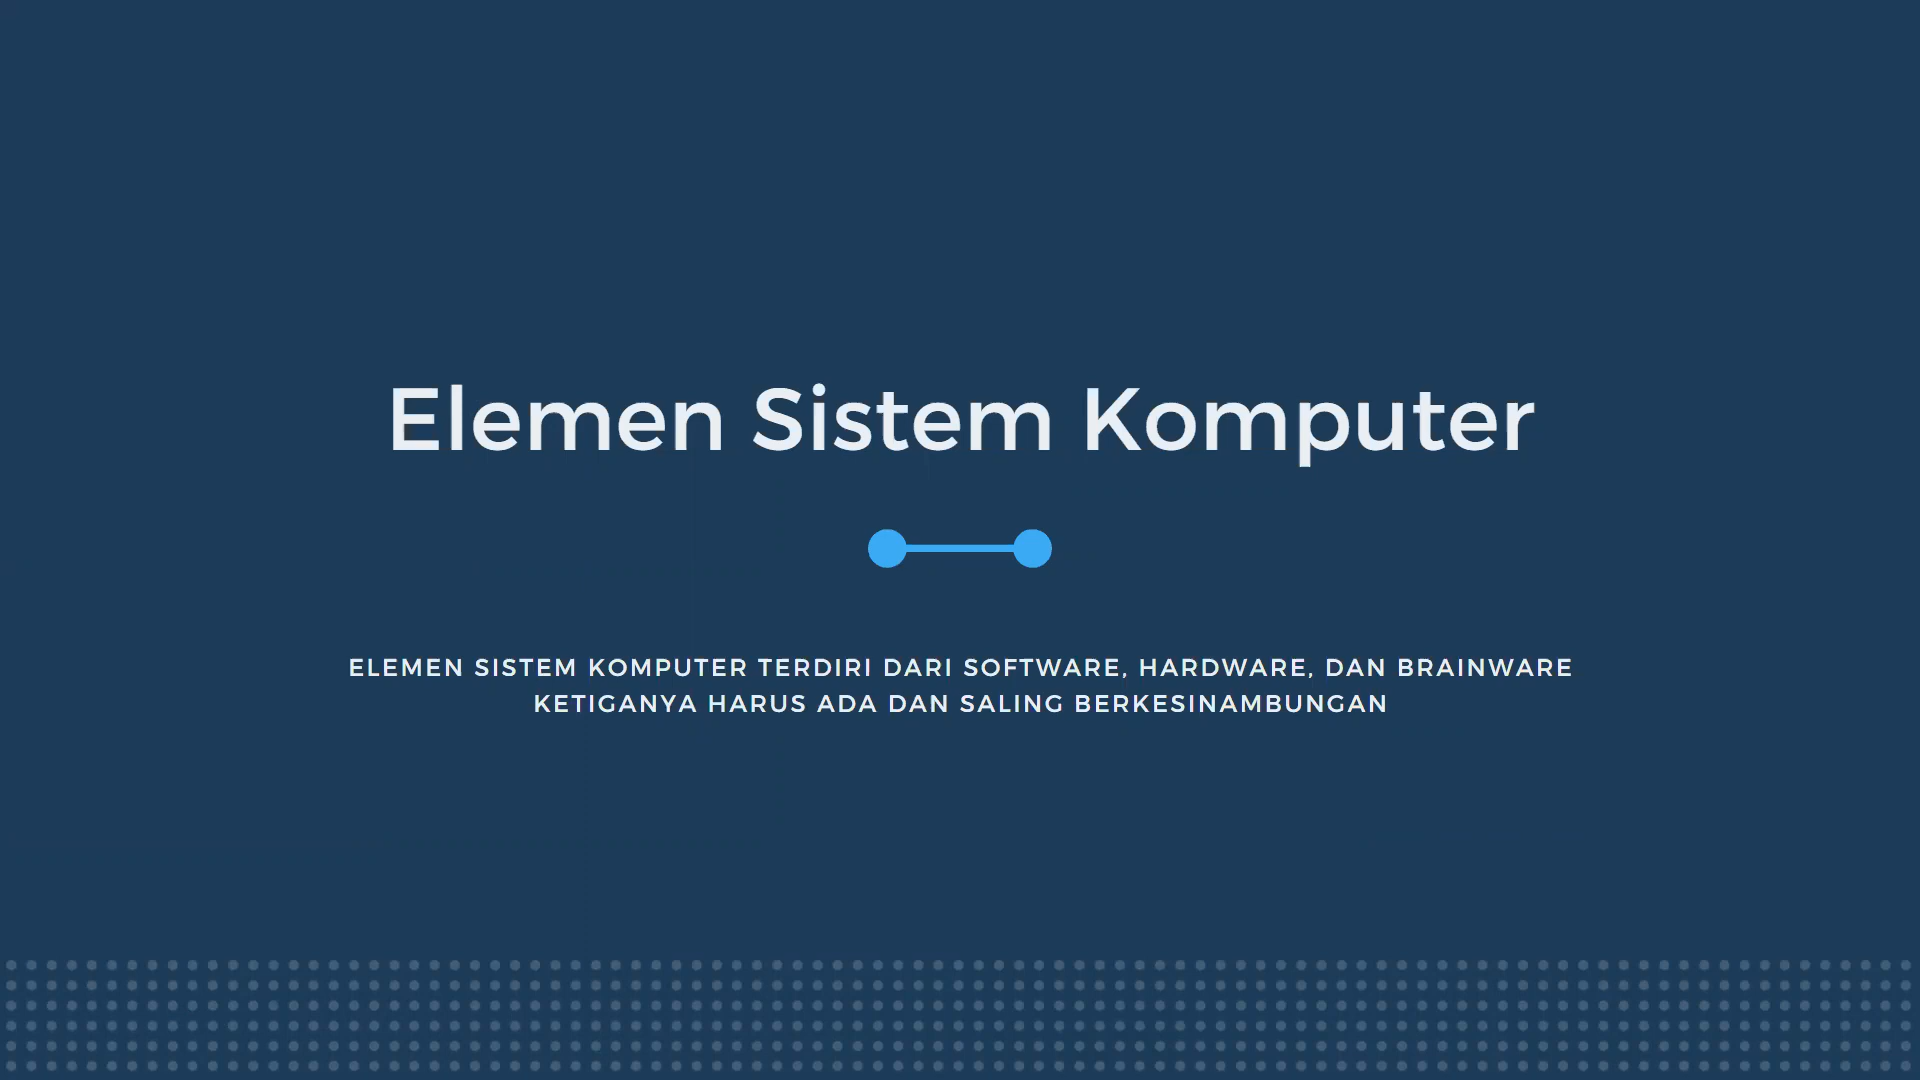 Elemen Sistem Komputer
ELEMEN SISTEM KOMPUTER TERDIRI DARI SOFTWARE, HARDWARE, DAN BRAINWARE
KETIGANYA HARUS ADA DAN SALING BERKESINAMBUNGAN